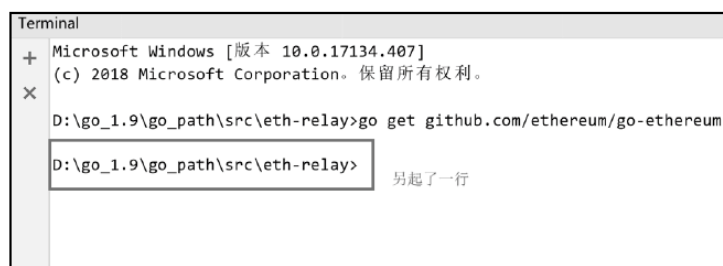 Terminal
Microsoft Windows [版本 10.0.17134.407]
(c) 2018 Microsoft Corporation。保留所有权利。
D:\go_1.9\go_path\src\eth-relay>go get github.com/ethereum/go-ethereum
D:\go_1.9\go_path\src\eth-relay>
另起了一行